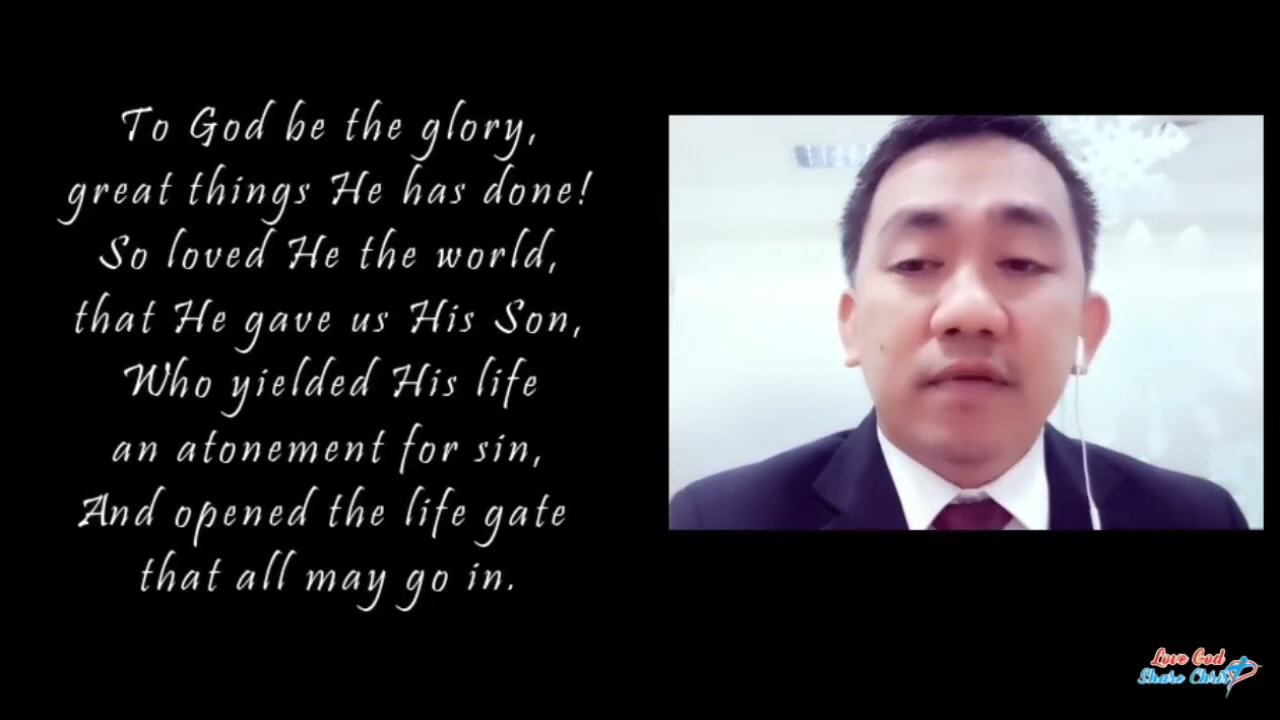 To God be the glory,
great things He has done!
So loved He the world,
that He gave us His Son,
Who yielded His life
an atonement for sin,
And opened the life gate
that all may go in.
Love God
Share Christ